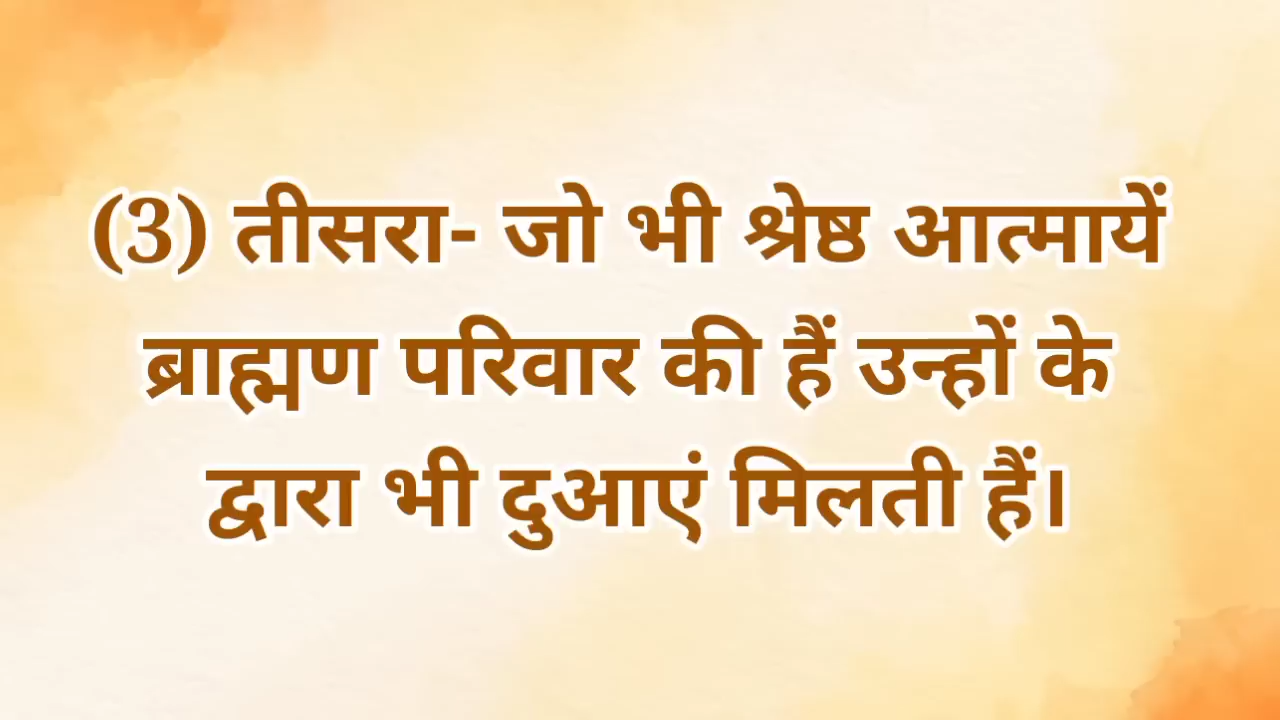 (3) तीसरा- जो भी श्रेष्ठ आत्मायें
ब्राह्मण परिवार की हैं उन्हों के
द्वारा भी दुआएं मिलती हैं।